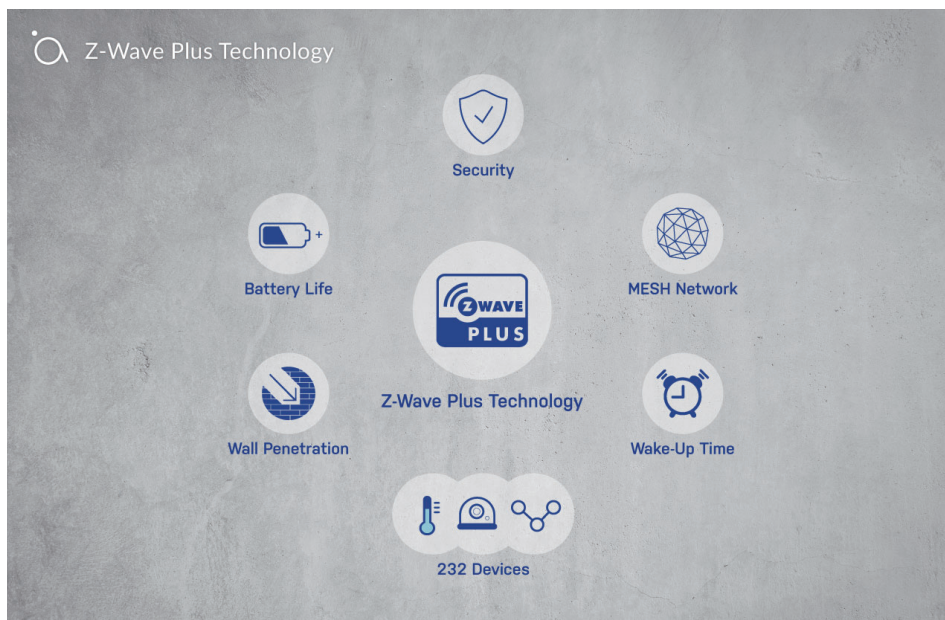 Z-Wave Plus Technology
Security
Battery Life
MESH Network
Z WAVE
PLUS
Z-Wave Plus Technology
Wall Penetration
Wake-Up Time
232 Devices